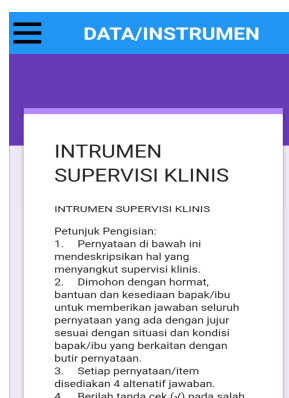 DATA/INSTRUMEN
INTRUMEN
SUPERVISI KLINIS
INTRUMEN SUPERVISI KLINIS
Petunjuk Pengisian:
1. Pernyataan di bawah ini
mendeskripsikan hal yang
menyangkut supervisi klinis.
2. Dimohon dengan hormat,
bantuan dan kesediaan bapak/ibu
untuk memberikan jawaban seluruh
pernyataan yang ada dengan jujur
sesuai dengan situasi dan kondisi
bapak/ibu yang berkaitan dengan
butir pernyataan.
3. Setiap pernyataan/item
disediakan 4 altenatif jawaban.
4. Berilah tanda cek (√) pada salah